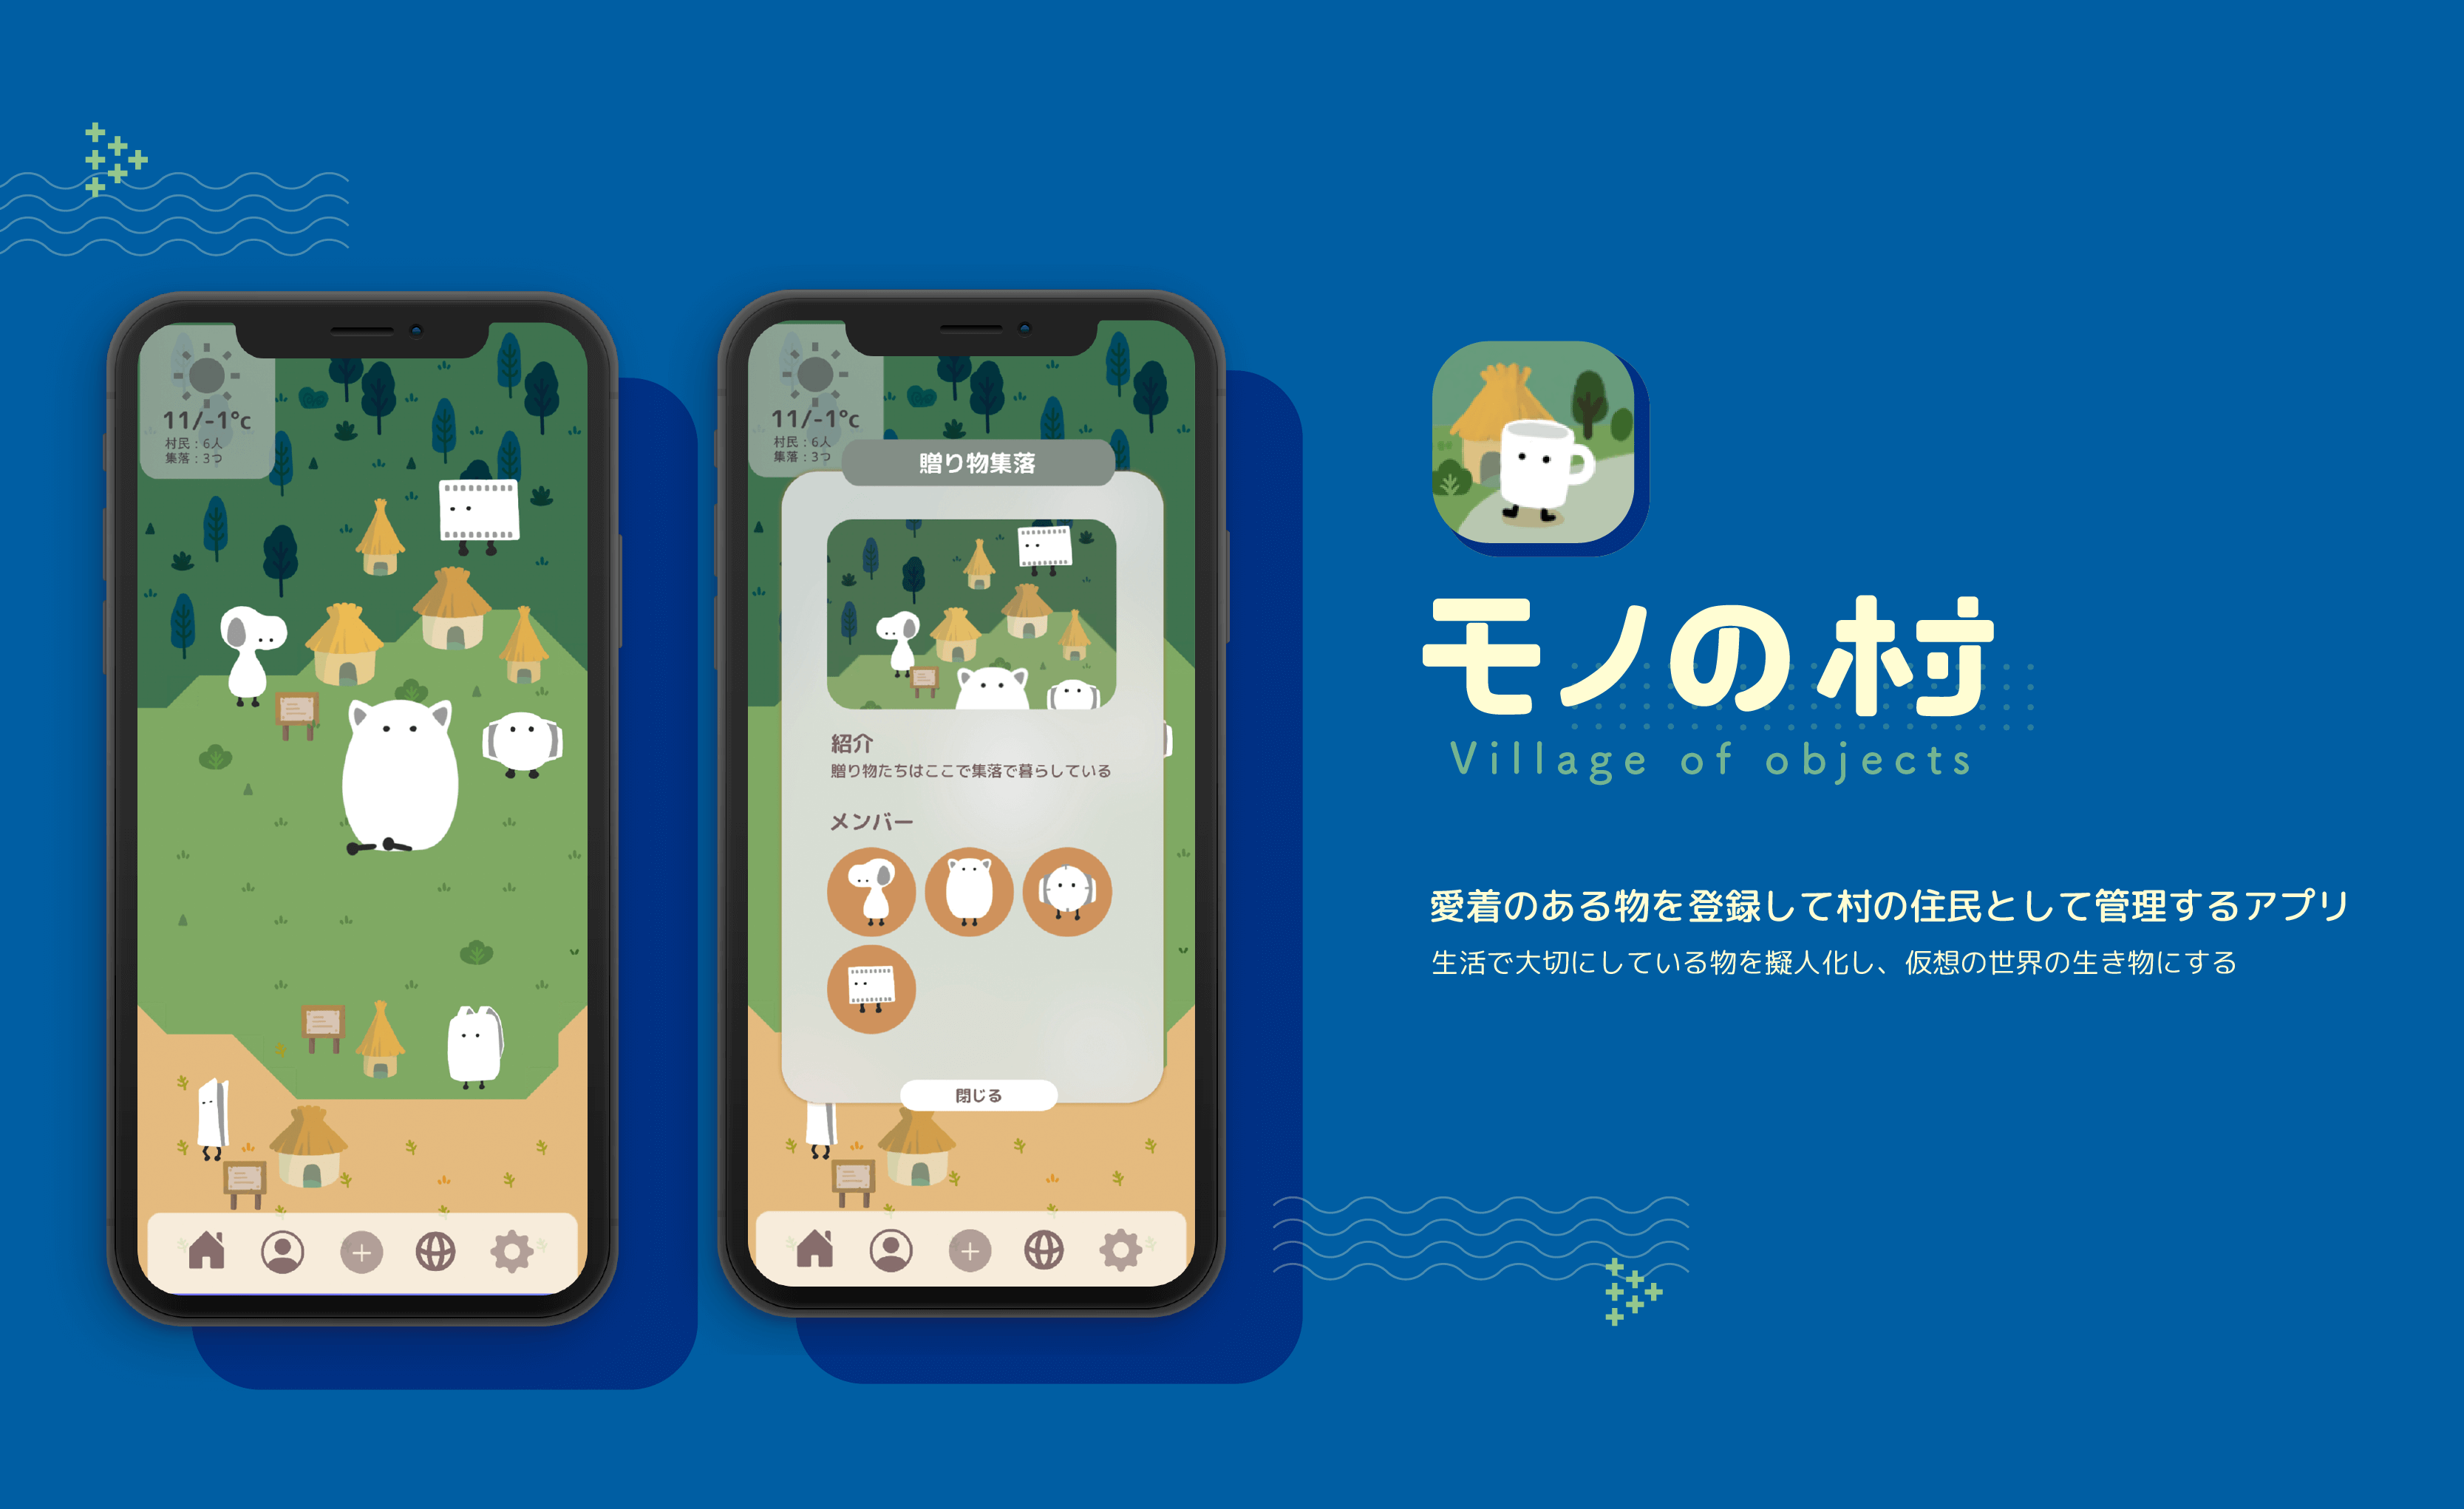 11/-1°c
村民：6人
集落：3つ
11/-1°c
村民：6人
集落：3つ
贈り物集落
紹介
贈り物たちはここで集落で暮らしている
メンバー
閉じる
モノの村
Village of objects
愛着のある物を登録して村の住民として管理するアプリ
生活で大切にしている物を擬人化し、仮想の世界の生き物にする